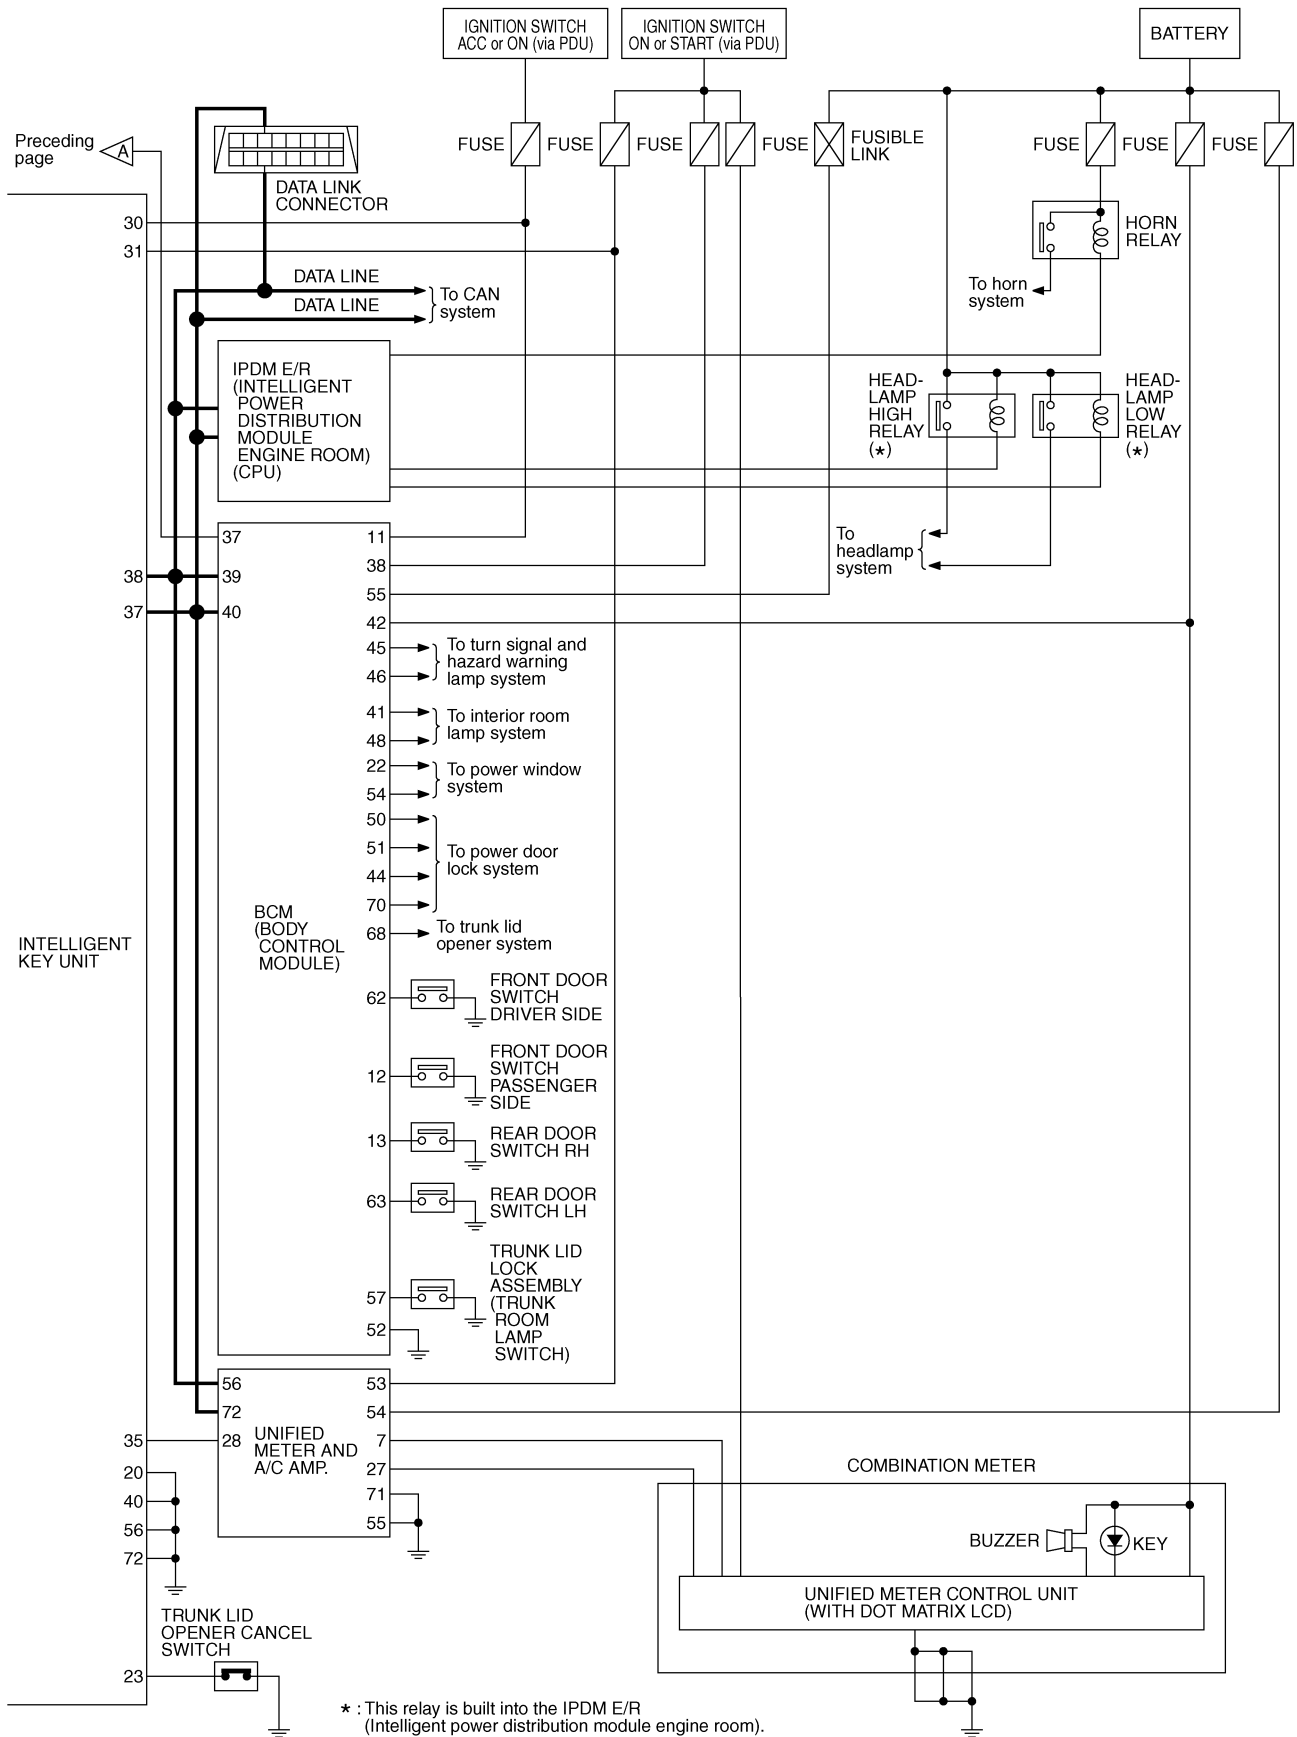 IGNITION SWITCH
ACC or ON (via PDU)
IGNITION SWITCH
ON or START (via PDU)
BATTERY
Preceding
page
A
FUSE
FUSE
FUSE
FUSE
FUSIBLE
LINK
FUSE
FUSE
FUSE
DATA LINK
CONNECTOR
30
31
HORN
RELAY
DATA LINE
DATA LINE
To CAN
system
To horn
system
IPDM E/R
(INTELLIGENT
POWER
DISTRIBUTION
MODULE
ENGINE ROOM)
(CPU)
HEAD-
LAMP
HIGH
RELAY
(*)
HEAD-
LAMP
LOW
RELAY
(*)
To
headlamp
system
37
11
38
38
39
55
37
40
42
45
46
To turn signal and
hazard warning
lamp system
41
48
To interior room
lamp system
22
54
To power window
system
50
51
44
70
To power door
lock system
68
To trunk lid
opener system
BCM
(BODY
CONTROL
MODULE)
INTELLIGENT
KEY UNIT
62
FRONT DOOR
SWITCH
DRIVER SIDE
12
FRONT DOOR
SWITCH
PASSENGER
SIDE
13
REAR DOOR
SWITCH RH
63
REAR DOOR
SWITCH LH
57
TRUNK LID
LOCK
ASSEMBLY
(TRUNK
ROOM
LAMP
SWITCH)
52
56
53
72
54
35
28
7
27
71
55
UNIFIED
METER AND
A/C AMP.
20
40
56
72
COMBINATION METER
BUZZER
KEY
UNIFIED METER CONTROL UNIT
(WITH DOT MATRIX LCD)
TRUNK LID
OPENER CANCEL
SWITCH
23
* : This relay is built into the IPDM E/R
(Intelligent power distribution module engine room).